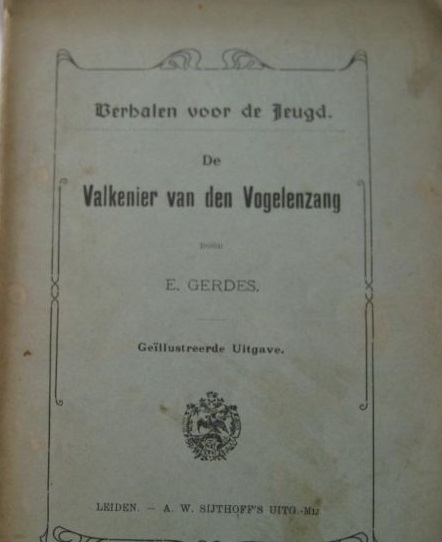 Verhalen voor de Jeugd.
De
Valkenier van den Vogelenzang
DOOR
E. GERDES.
Geïllustreerde Uitgave.
LEIDEN. — A. W. SIJTHOFF'S UITG.-Mij